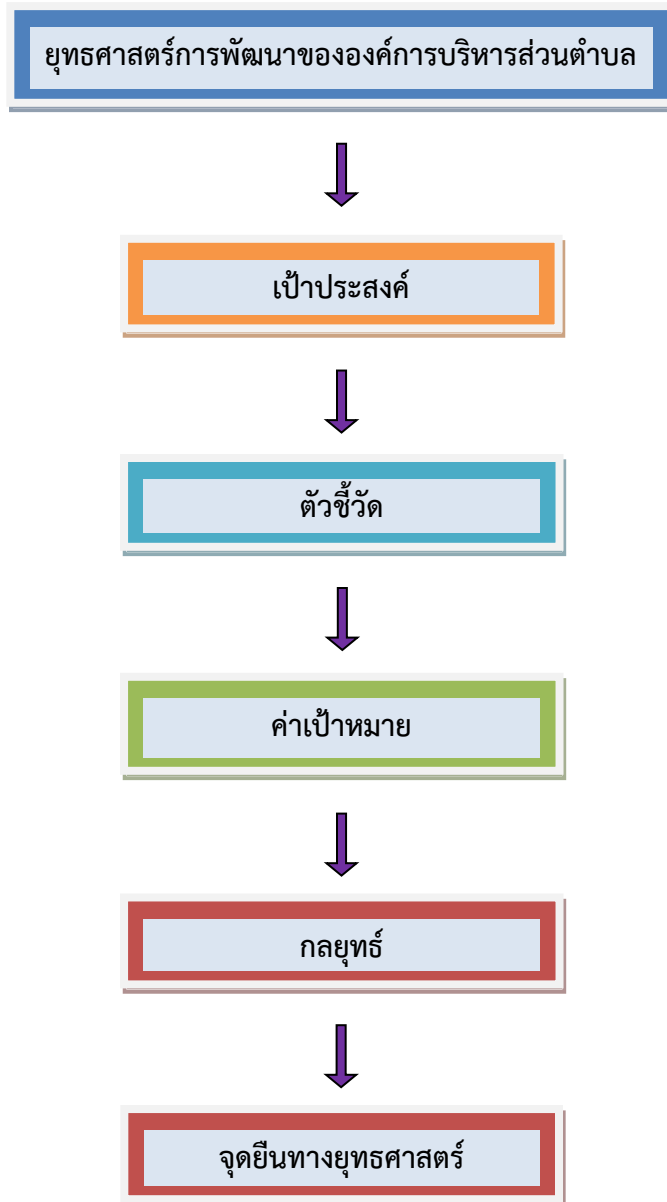 ยุทธศาสตร์การพัฒนาขององค์การบริหารส่วนตำบล
เป้าประสงค์
ตัวชี้วัด
ค่าเป้าหมาย
กลยุทธ์
จุดยืนทางยุทธศาสตร์